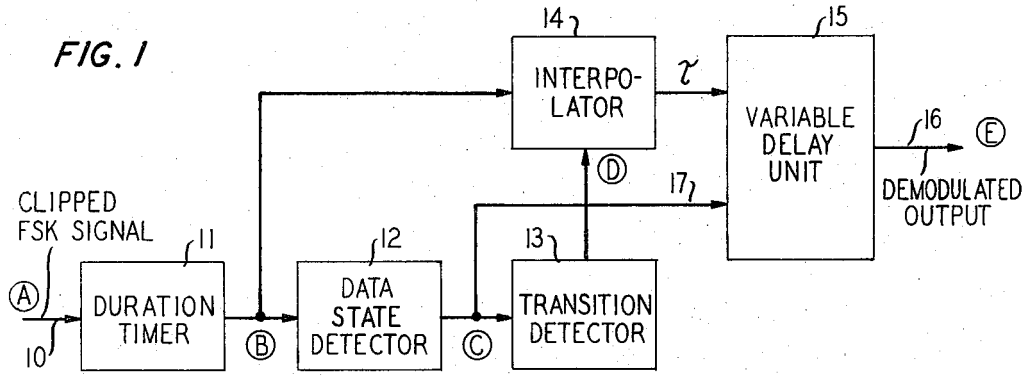 FIG. 1
14
INTERPO-
LATOR
τ
15
VARIABLE
DELAY
UNIT
16
E
DEMODULATED
OUTPUT
D
17
CLIPPED
FSK SIGNAL
A
10
11
DURATION
TIMER
B
12
DATA
STATE
DETECTOR
C
13
TRANSITION
DETECTOR